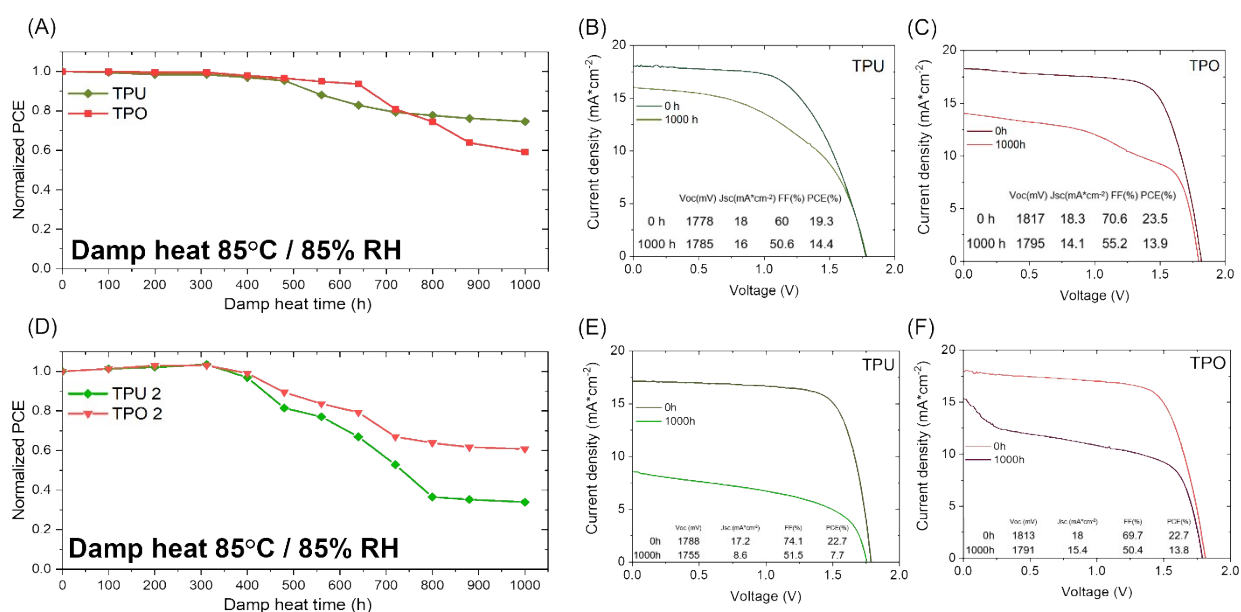 (A)
Normalized PCE
1.0
0.8
0.6
0.4
0.2
0.0
TPU
TPO
Damp heat 85°C / 85% RH
0 100 200 300 400 500 600 700 800 900 1000
Damp heat time (h)
(B)
Current density (mA*cm-2)
20
15
10
5
0
TPU
0 h
1000 h
Voc(mV) Jsc(mA*cm-2) FF(%) PCE(%)
0 h 1778 18 60 19.3
1000 h 1785 16 50.6 14.4
0.0 0.5 1.0 1.5 2.0
Voltage (V)
(C)
Current density (mA*cm-2)
20
15
10
5
0
TPO
0h
1000h
Voc(mV) Jsc(mA*cm-2) FF(%) PCE(%)
0 h 1817 18.3 70.6 23.5
1000 h 1795 14.1 55.2 13.9
0.0 0.5 1.0 1.5 2.0
Voltage (V)
(D)
Normalized PCE
1.0
0.8
0.6
0.4
0.2
0.0
TPU 2
TPO 2
Damp heat 85°C / 85% RH
0 100 200 300 400 500 600 700 800 900 1000
Damp heat time (h)
(E)
Current density (mA*cm-2)
20
15
10
5
0
TPU
0h
1000h
Voc (mV) Jsc(mA*cm-2) FF(%) PCE(%)
0h 1788 17.2 74.1 22.7
1000h 1755 8.6 51.5 7.7
0.0 0.5 1.0 1.5 2.0
Voltage (V)
(F)
Current density (mA*cm-2)
20
15
10
5
0
TPO
0h
1000h
Voc (mV) Jsc (mA*cm-2) FF(%) PCE(%)
0h 1813 18 69.7 22.7
1000h 1791 15.4 50.4 13.8
0.0 0.5 1.0 1.5 2.0
Voltage (V)